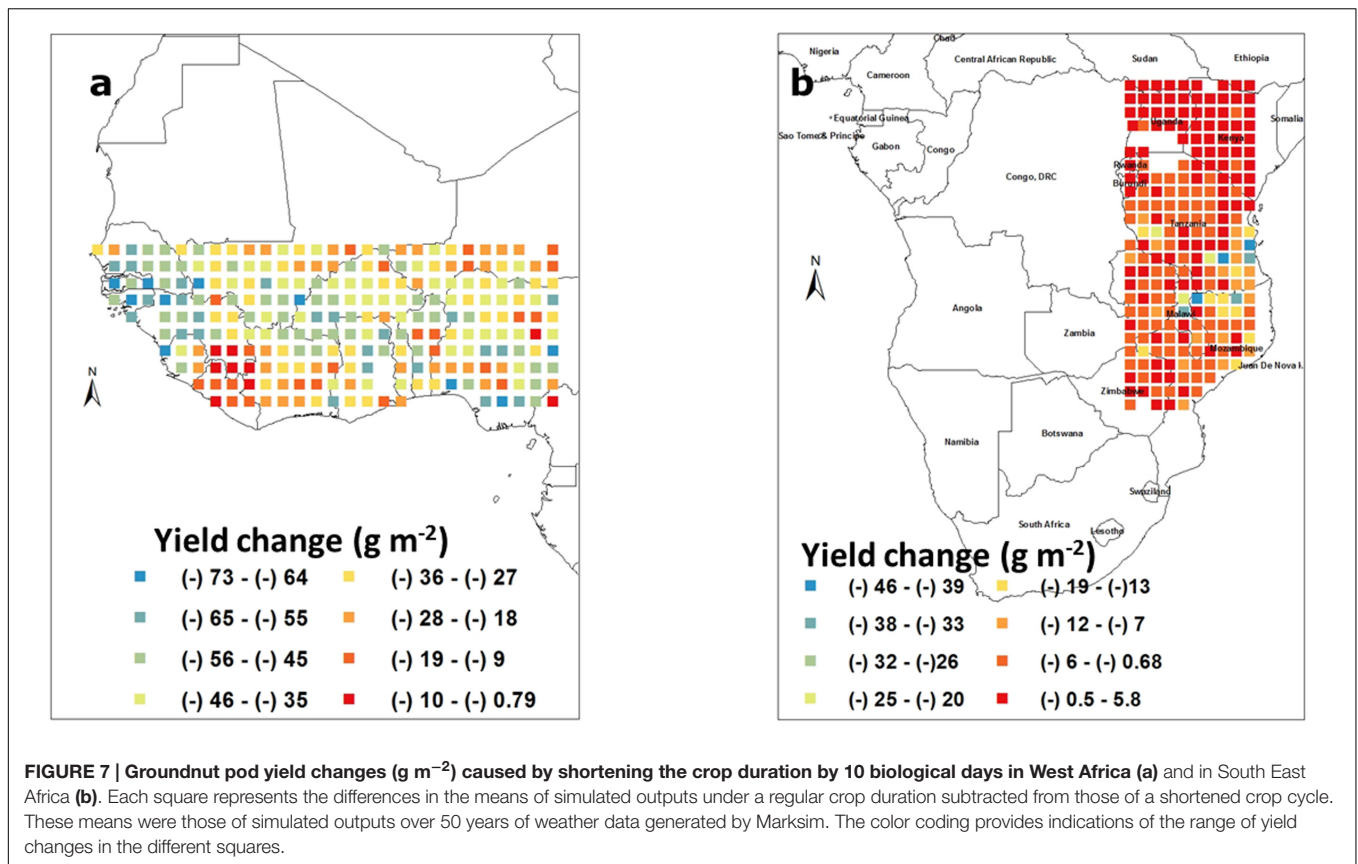 a
N
Yield change (g m-2)
(-) 73 - (-) 64
(-) 36 - (-) 27
(-) 65 - (-) 55
(-) 28 - (-) 18
(-) 56 - (-) 45
(-) 19 - (-) 9
(-) 46 - (-) 35
(-) 10 - (-) 0.79
b
Chad
Nigeria
Central African Republic
Sudan
Ethiopia
Cameroon
Equatorial Guinea
Uganda
Somalia
Sao Tome & Principe
Kenya
Gabon
Congo
Rwanda
Congo, DRC
Burundi
Tanzania
N
Angola
Malawi
Zambia
Mozambique
Juan De Nova I.
Zimbabwe
Namibia
Botswana
Swaziland
South Africa
Lesotho
Yield change (g m-2)
(-) 46 - (-) 39
(-) 19 - (-)13
(-) 38 - (-) 33
(-) 12 - (-) 7
(-) 32 - (-)26
(-) 6 - (-) 0.68
(-) 25 - (-) 20
(-) 0.5 - 5.8
FIGURE 7 | Groundnut pod yield changes (g m−2) caused by shortening the crop duration by 10 biological days in West Africa (a) and in South East
Africa (b). Each square represents the differences in the means of simulated outputs under a regular crop duration subtracted from those of a shortened crop cycle.
These means were those of simulated outputs over 50 years of weather data generated by Marksim. The color coding provides indications of the range of yield
changes in the different squares.